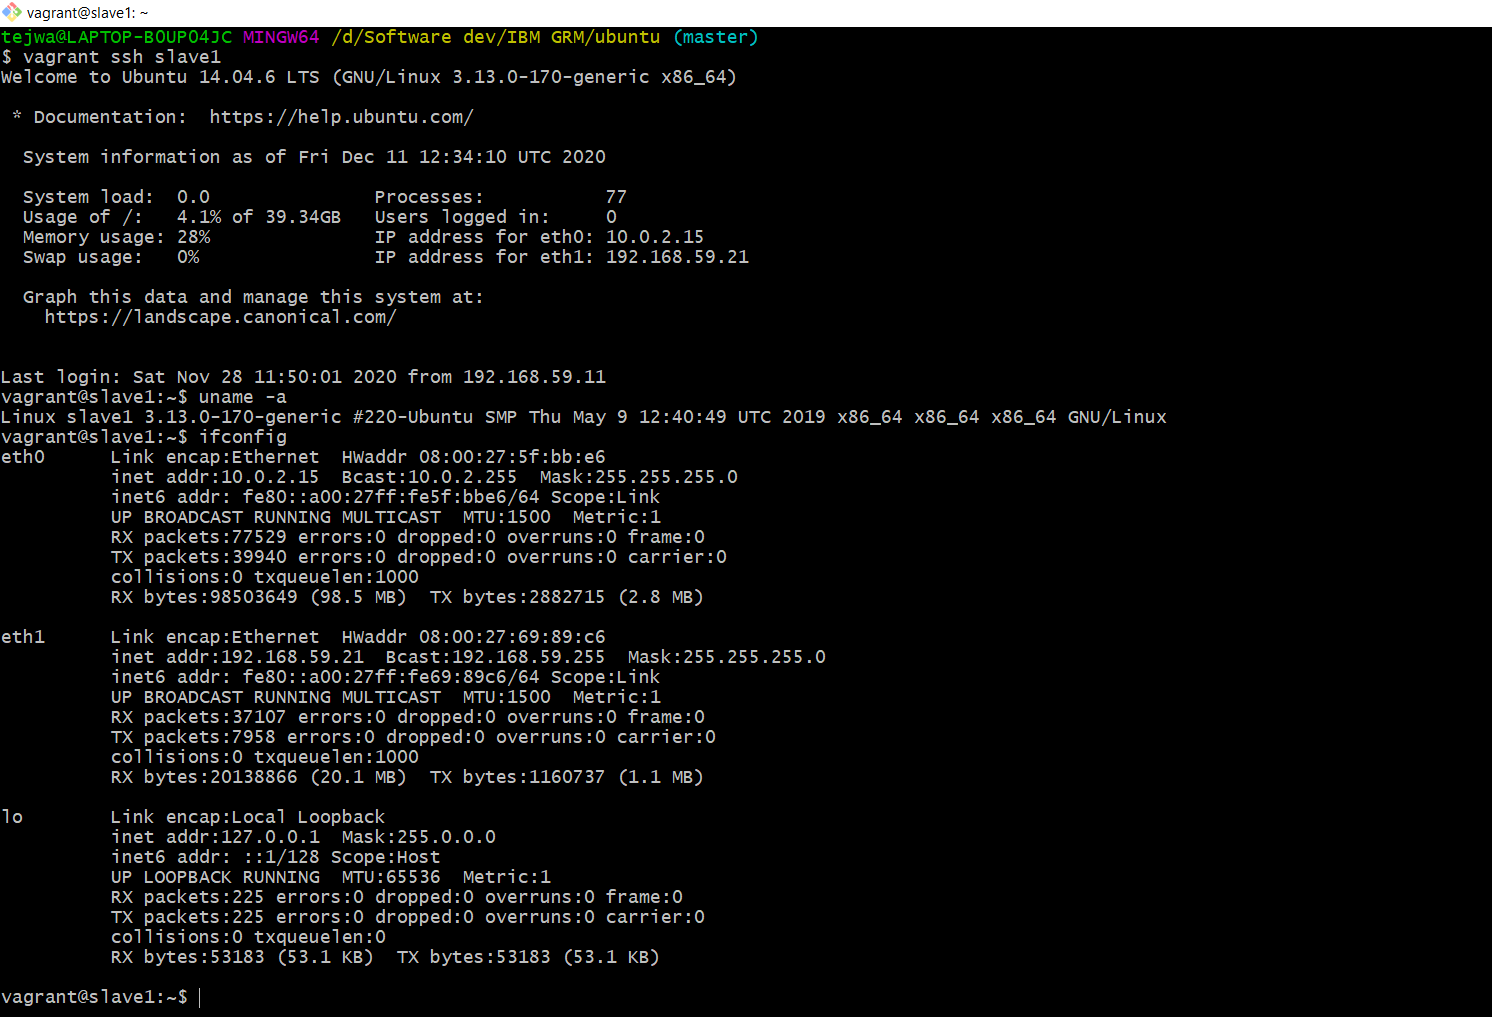 vagrant@slave1: ~
tejwa@LAPTOP-B0UP04JC MINGW64 /d/Software dev/IBM GRM/ubuntu (master)
$ vagrant ssh slave1
Welcome to Ubuntu 14.04.6 LTS (GNU/Linux 3.13.0-170-generic x86_64)

 * Documentation:  https://help.ubuntu.com/

  System information as of Fri Dec 11 12:34:10 UTC 2020

  System load:  0.0               Processes:           77
  Usage of /:   4.1% of 39.34GB   Users logged in:     0
  Memory usage: 28%               IP address for eth0: 10.0.2.15
  Swap usage:   0%                IP address for eth1: 192.168.59.21

  Graph this data and manage this system at:
    https://landscape.canonical.com/

Last login: Sat Nov 28 11:50:01 2020 from 192.168.59.11
vagrant@slave1:~$ uname -a
Linux slave1 3.13.0-170-generic #220-Ubuntu SMP Thu May 9 12:40:49 UTC 2019 x86_64 x86_64 x86_64 GNU/Linux
vagrant@slave1:~$ ifconfig
eth0      Link encap:Ethernet  HWaddr 08:00:27:5f:bb:e6
          inet addr:10.0.2.15  Bcast:10.0.2.255  Mask:255.255.255.0
          inet6 addr: fe80::a00:27ff:fe5f:bbe6/64 Scope:Link
          UP BROADCAST RUNNING MULTICAST  MTU:1500  Metric:1
          RX packets:77529 errors:0 dropped:0 overruns:0 frame:0
          TX packets:39940 errors:0 dropped:0 overruns:0 carrier:0
          collisions:0 txqueuelen:1000
          RX bytes:98503649 (98.5 MB)  TX bytes:2882715 (2.8 MB)

eth1      Link encap:Ethernet  HWaddr 08:00:27:69:89:c6
          inet addr:192.168.59.21  Bcast:192.168.59.255  Mask:255.255.255.0
          inet6 addr: fe80::a00:27ff:fe69:89c6/64 Scope:Link
          UP BROADCAST RUNNING MULTICAST  MTU:1500  Metric:1
          RX packets:37107 errors:0 dropped:0 overruns:0 frame:0
          TX packets:7958 errors:0 dropped:0 overruns:0 carrier:0
          collisions:0 txqueuelen:1000
          RX bytes:20138866 (20.1 MB)  TX bytes:1160737 (1.1 MB)

lo        Link encap:Local Loopback
          inet addr:127.0.0.1  Mask:255.0.0.0
          inet6 addr: ::1/128 Scope:Host
          UP LOOPBACK RUNNING  MTU:65536  Metric:1
          RX packets:225 errors:0 dropped:0 overruns:0 frame:0
          TX packets:225 errors:0 dropped:0 overruns:0 carrier:0
          collisions:0 txqueuelen:0
          RX bytes:53183 (53.1 KB)  TX bytes:53183 (53.1 KB)

vagrant@slave1:~$